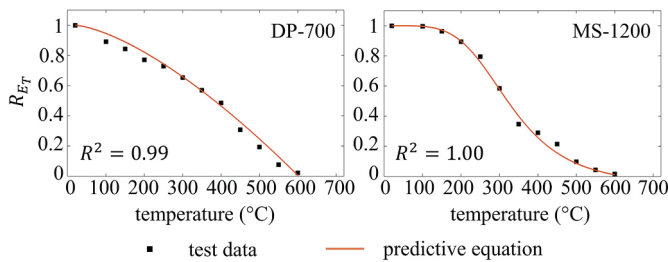 DP-700
MS-1200
R_{E_T}
1
0.8
0.6
0.4
0.2
0
R² = 0.99
0 100 200 300 400 500 600 700
temperature (°C)
1
0.8
0.6
0.4
0.2
0
R² = 1.00
0 100 200 300 400 500 600 700
temperature (°C)
test data
predictive equation